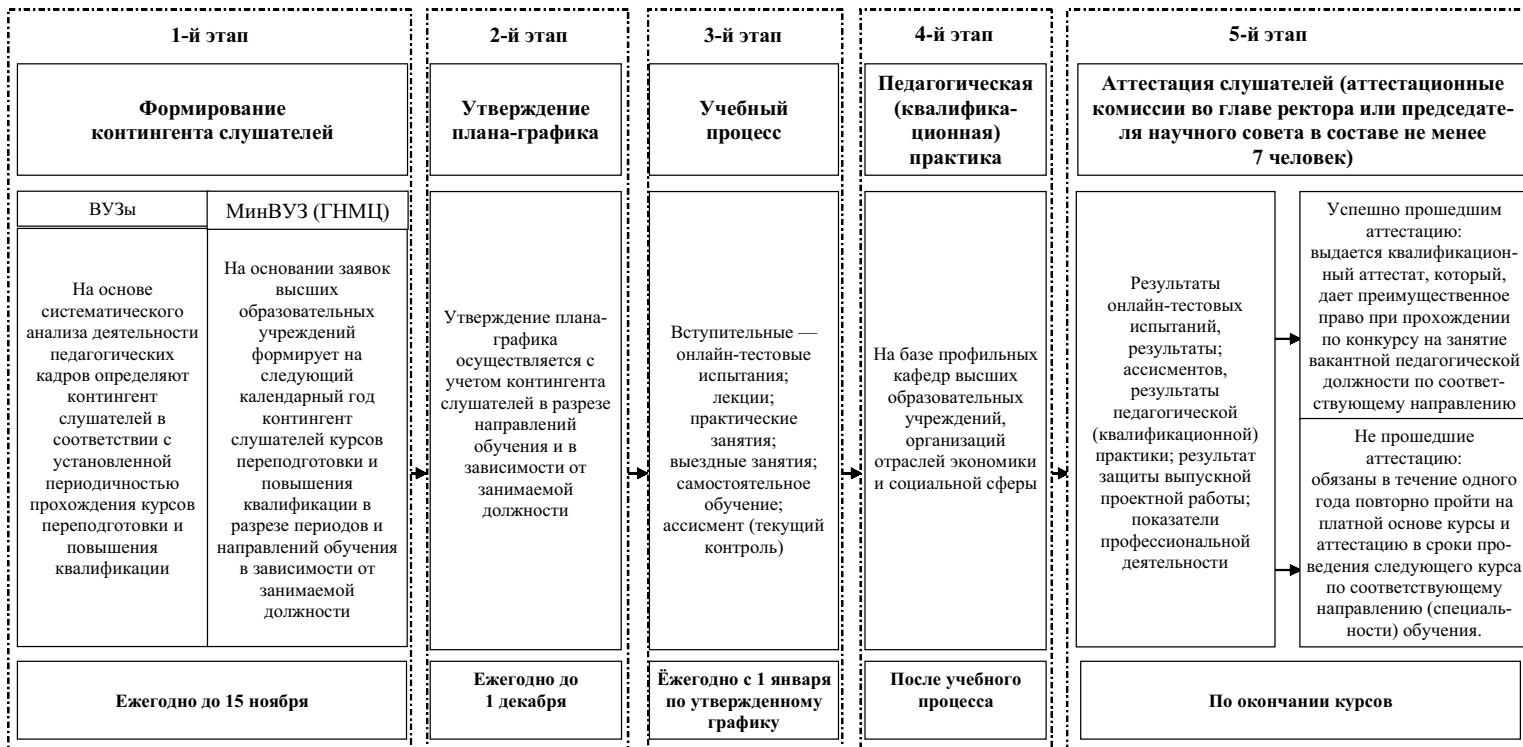 1-й этап
Формирование
контингента слушателей
ВУЗы
На основе
систематического
анализа деятельности
педагогических
кадров определяют
контингент
слушателей в
соответствии с
установленной
периодичностью
прохождения курсов
переподготовки и
повышения
квалификации
МинВУЗ (ГНМЦ)
На основании заявок
высших
образовательных
учреждений
формирует на
следующий
календарный год
контингент
слушателей курсов
переподготовки и
повышения
квалификации в
разрезе периодов и
направлений обучения
в зависимости от
занимаемой
должности
Ежегодно до 15 ноября
2-й этап
Утверждение
плана-графика
Утверждение плана-
графика
осуществляется с
учетом контингента
слушателей в разрезе
направлений
обучения и в
зависимости от
занимаемой
должности
Ежегодно до
1 декабря
3-й этап
Учебный
процесс
Вступительные —
онлайн-тестовые
испытания;
лекции;
практические
занятия;
выездные занятия;
самостоятельное
обучение;
ассисмент (текущий
контроль)
Ёжегодно с 1 января
по утвержденному
графику
4-й этап
Педагогическая
(квалифика-
ционная)
практика
На базе профильных
кафедр высших
образовательных
учреждений,
организаций
отраслей экономики
и социальной сферы
После учебного
процесса
5-й этап
Аттестация слушателей (аттестационные
комиссии во главе ректора или председате-
ля научного совета в составе не менее
7 человек)
Результаты
онлайн-тестовых
испытаний,
результаты;
ассисментов,
результаты
педагогической
(квалификационной)
практики; результат
защиты выпускной
проектной работы;
показатели
профессиональной
деятельности
Успешно прошедшим
аттестацию:
выдается квалификацион-
ный аттестат, который,
дает преимущественное
право при прохождении
по конкурсу на занятие
вакантной педагогической
должности по соответ-
ствующему направлению
Не прошедшие
аттестацию:
обязаны в течение одного
года повторно пройти на
платной основе курсы и
аттестацию в сроки про-
ведения следующего курса
по соответствующему
направлению (специаль-
ности) обучения.
По окончании курсов